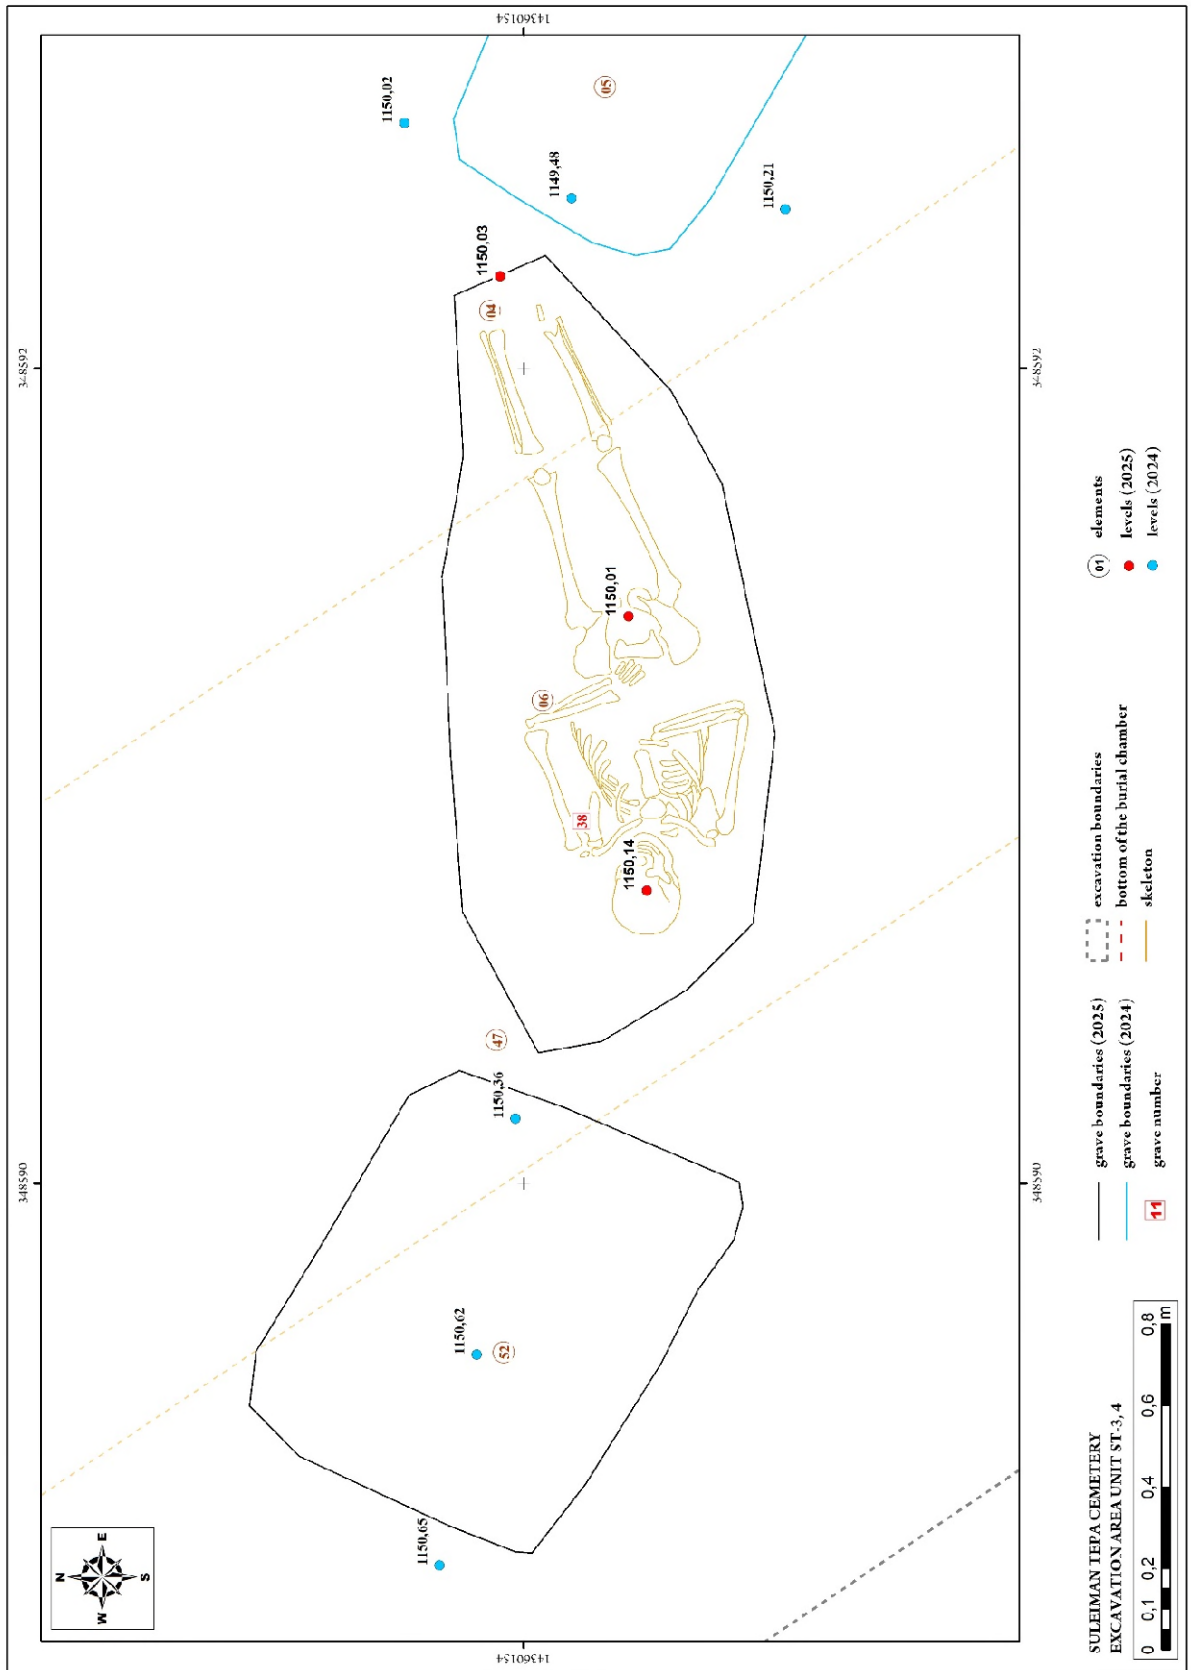 348590
348592
N
W
E
S
1150,02
1150,65
1150,62
1150,03
04
47
1150,36
52
14360154
14360154
06
1149,48
38
05
1150,01
1150,14
1150,21
348590
348592
SULEIMAN TEPA CEMETERY
EXCAVATION AREA UNIT ST-3, 4
0 0,1 0,2 0,4 0,6 0,8
m
grave boundaries (2025)
grave boundaries (2024)
11 grave number
excavation boundaries
bottom of the burial chamber
skeleton
01 elements
levels (2025)
levels (2024)